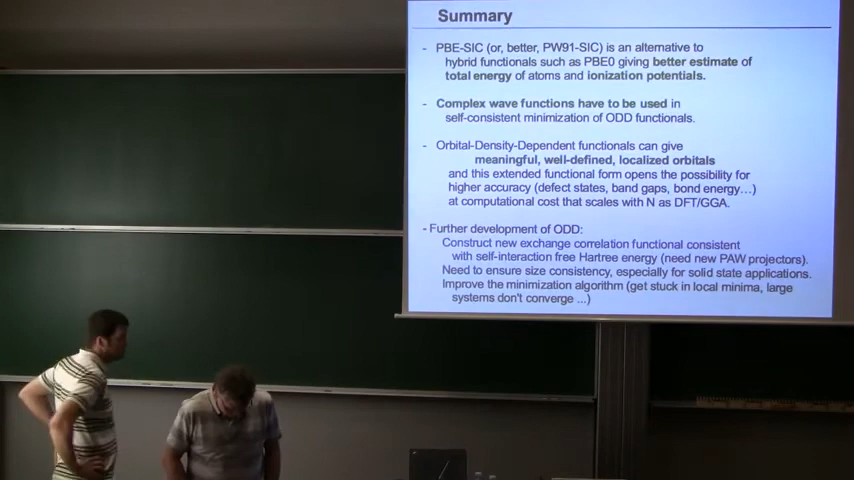 Summary
- PBE-SIC (or, better, PW91-SIC) is an alternative to
hybrid functionals such as PBE0 giving better estimate of
total energy of atoms and ionization potentials.
- Complex wave functions have to be used in
self-consistent minimization of ODD functionals.
- Orbital-Density-Dependent functionals can give
meaningful, well-defined, localized orbitals
and this extended functional form opens the possibility for
higher accuracy (defect states, band gaps, bond energy...)
at computational cost that scales with N as DFT/GGA.
- Further development of ODD:
Construct new exchange correlation functional consistent
with self-interaction free Hartree energy (need new PAW projectors).
Need to ensure size consistency, especially for solid state applications.
Improve the minimization algorithm (get stuck in local minima, large
systems don't converge ...)